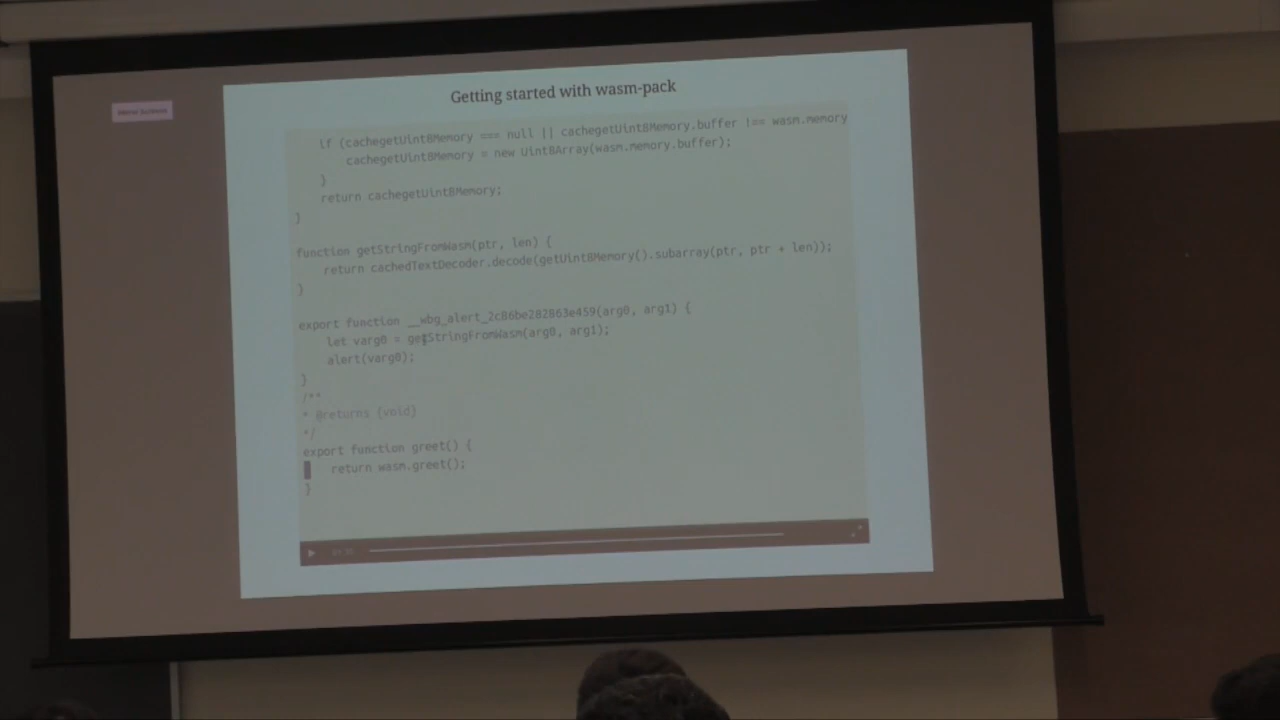 Getting started with wasm-pack
if (cachegetUint8Memory === null || cachegetUint8Memory.buffer !== wasm.memory
cachegetUint8Memory = new Uint8Array(wasm.memory.buffer);
}
return cachegetUint8Memory;
}
function getStringFromWasm(ptr, len) {
return cachedTextDecoder.decode(getUint8Memory().subarray(ptr, ptr + len));
}
export function __wbg_alert_2c86be282863e459(arg0, arg1) {
let varg0 = getStringFromWasm(arg0, arg1);
alert(varg0);
}
/**
* @returns {void}
*/
export function greet() {
return wasm.greet();
}